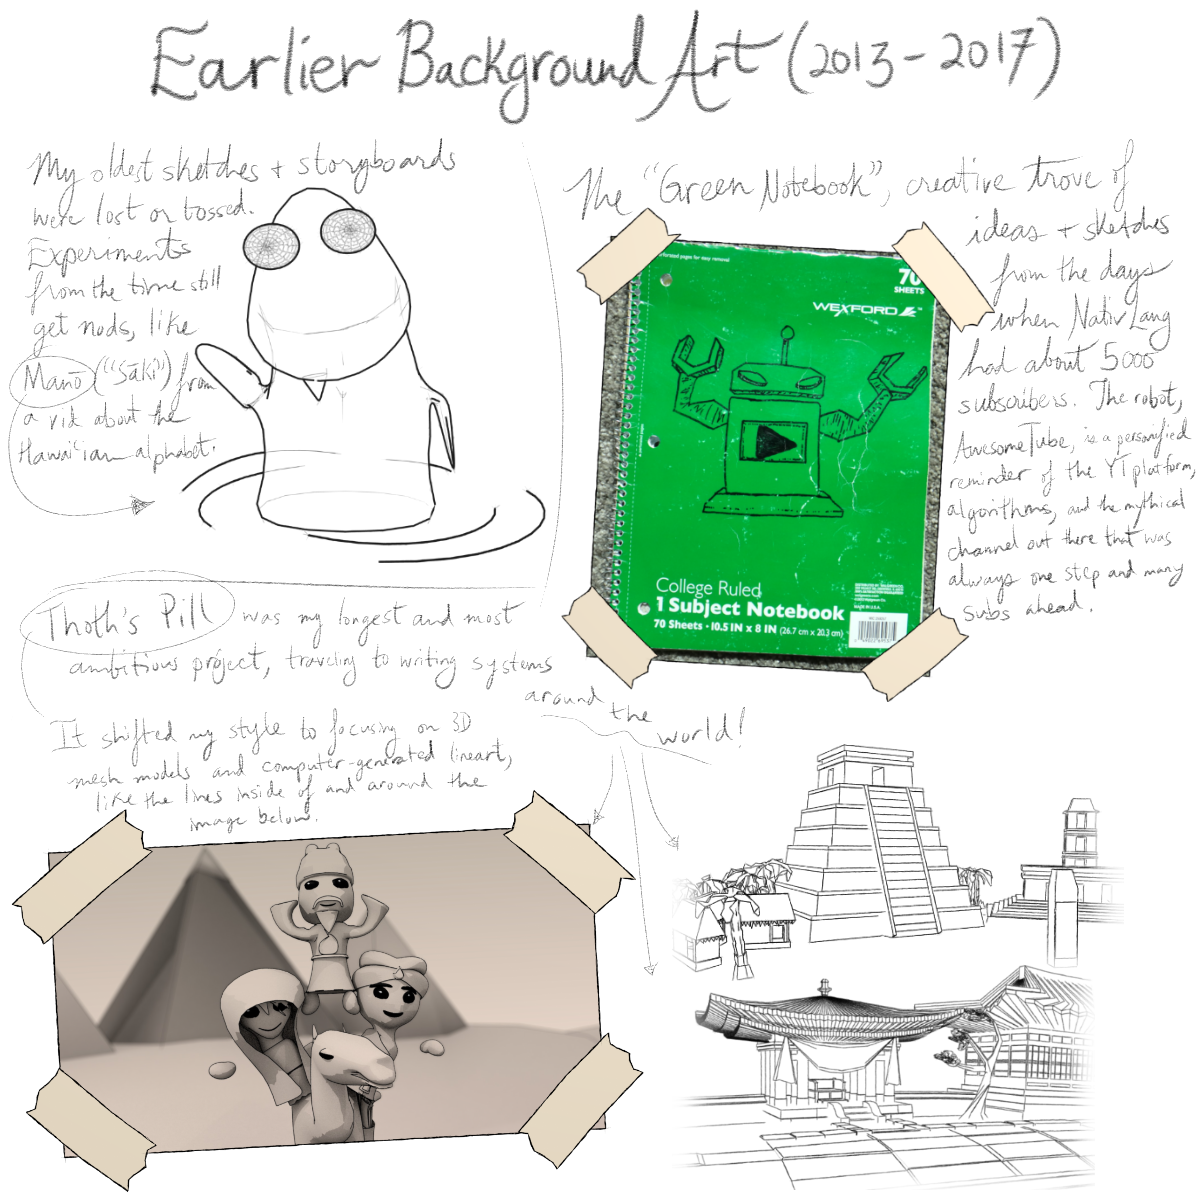 Earlier Background Art (2013-2017)
My oldest sketches + storyboards
were lost or tossed.
Experiments
from the time still
get nods, like
Manō ("Sāki") from
a vid about the
Hawaiʻian alphabet.
The "Green Notebook", creative trove of
ideas + sketches
from the days
when NativLang
had about 5000
subscribers. The robot,
AwesomeTube, is a personified
reminder of the YT platform,
algorithms, and the mythical
channel out there that was
always one step and many
subs ahead.
pages for easy removal
70
SHEETS
WEXFORD
College Ruled
1 Subject Notebook
70 Sheets - 10.5 IN x 8 IN (26.7 cm x 20.3 cm)
MADE IN U.S.A.
Thoth's Pill was my longest and most
ambitious project, traveling to writing systems
around the
world!
It shifted my style to focusing on 3D
mesh models and computer-generated lineart,
like the lines inside of and around the
image below.